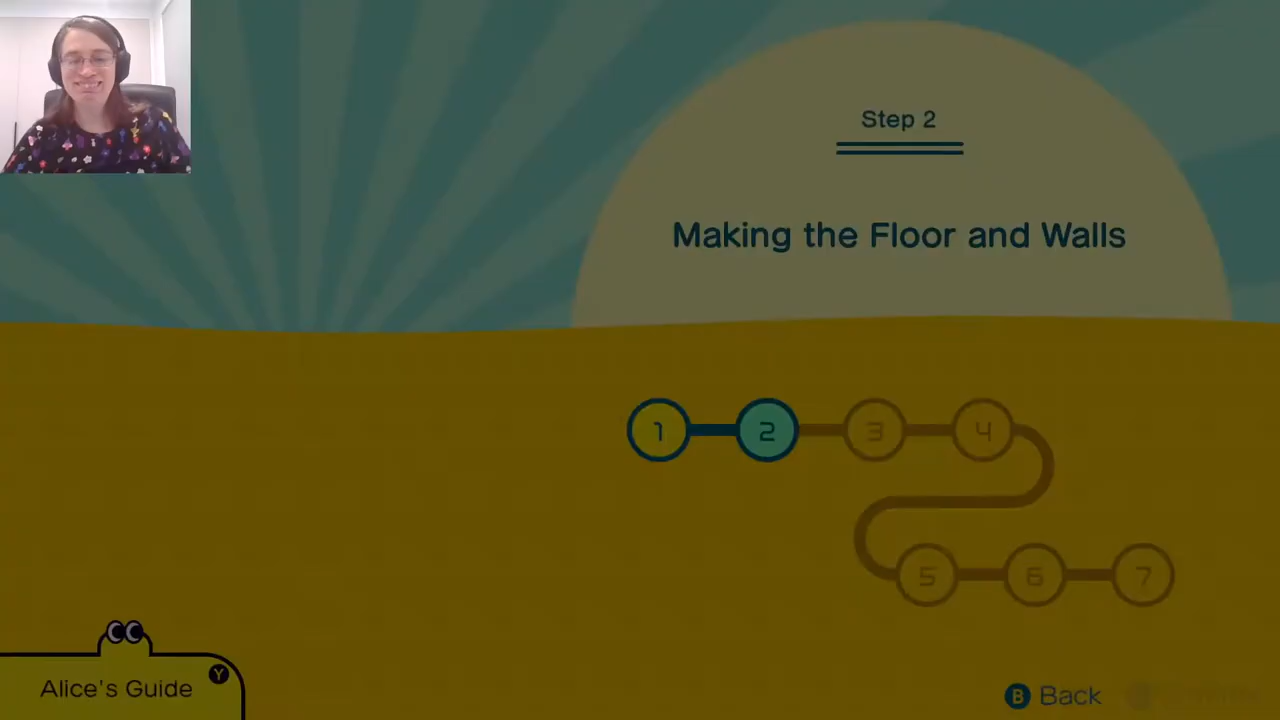 Step 2
Making the Floor and Walls
1 2 3 4
5 6 7
Alice's Guide Y
B Back